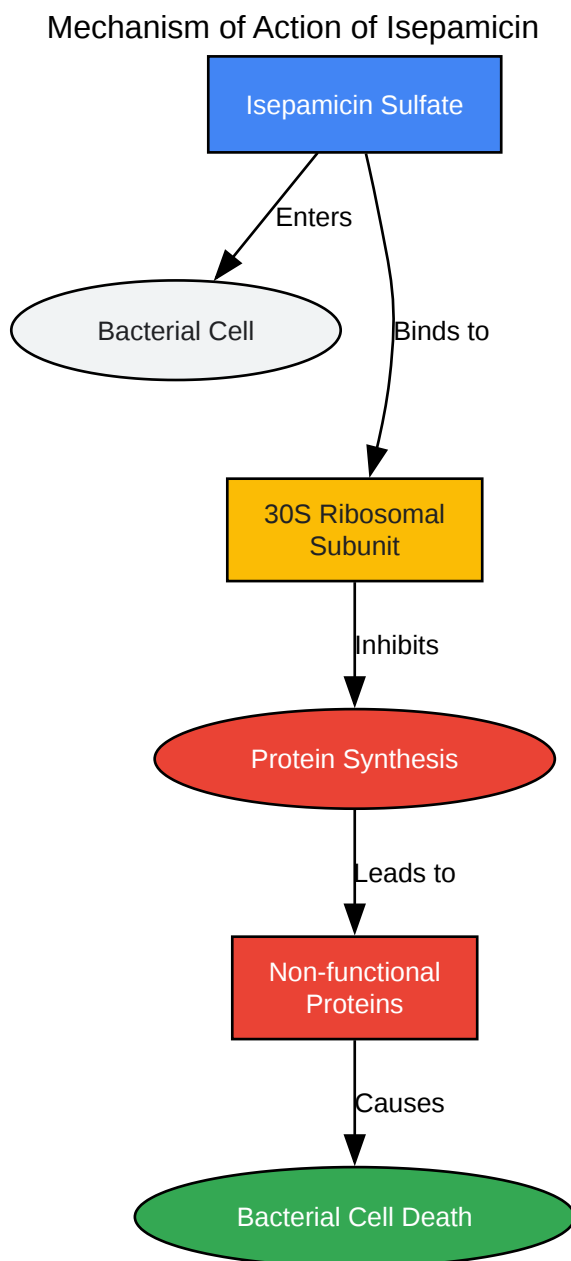 Mechanism of Action of Isepamicin
Isepamicin Sulfate
Enters
Bacterial Cell
Binds to
30S Ribosomal
Subunit
Inhibits
Protein Synthesis
Leads to
Non-functional
Proteins
Causes
Bacterial Cell Death